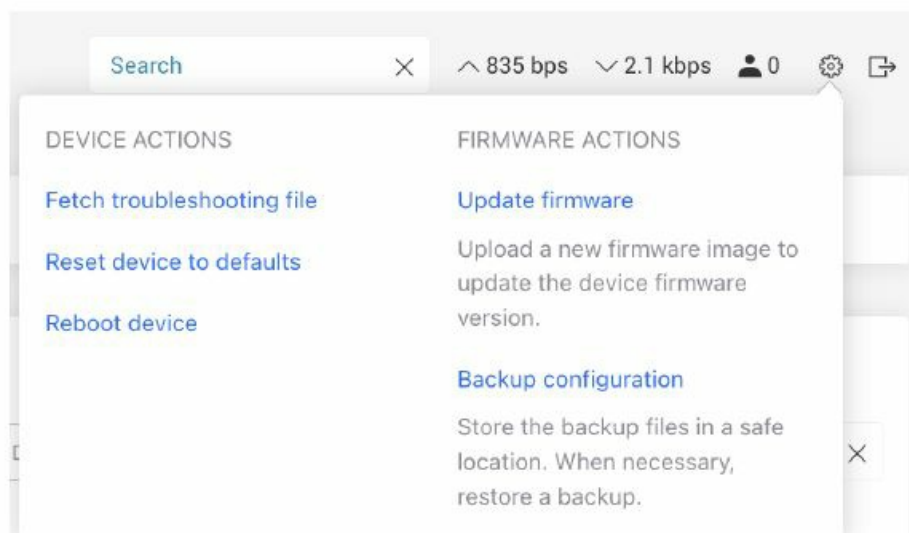 Search
835 bps 2.1 kbps 0
DEVICE ACTIONS
Fetch troubleshooting file
Reset device to defaults
Reboot device
FIRMWARE ACTIONS
Update firmware
Upload a new firmware image to
update the device firmware
version.
Backup configuration
Store the backup files in a safe
location. When necessary,
restore a backup.